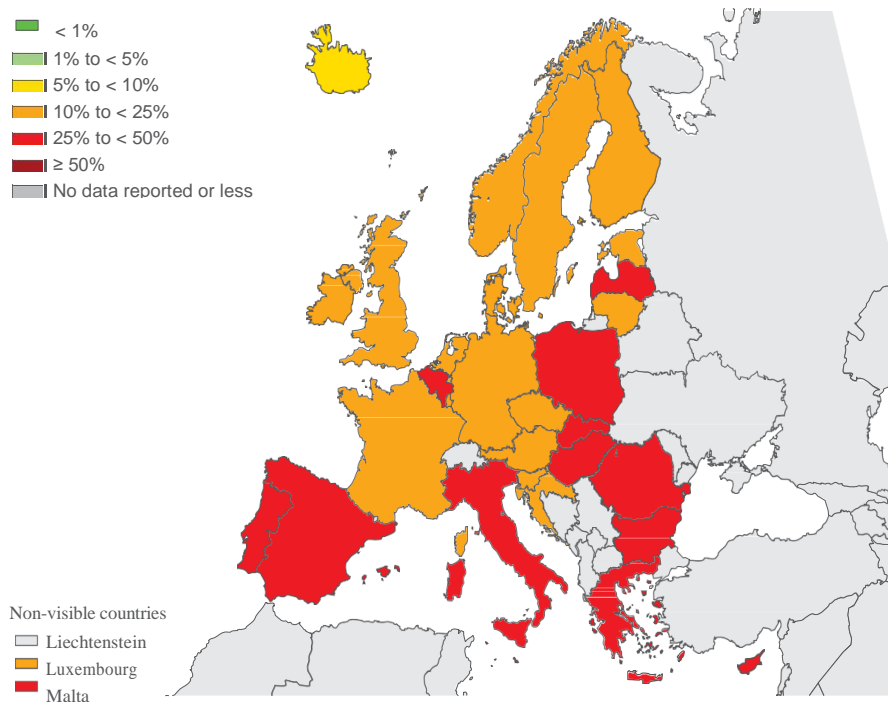 < 1%
1% to < 5%
5% to < 10%
10% to < 25%
25% to < 50%
≥ 50%
No data reported or less
Non-visible countries
Liechtenstein
Luxembourg
Malta